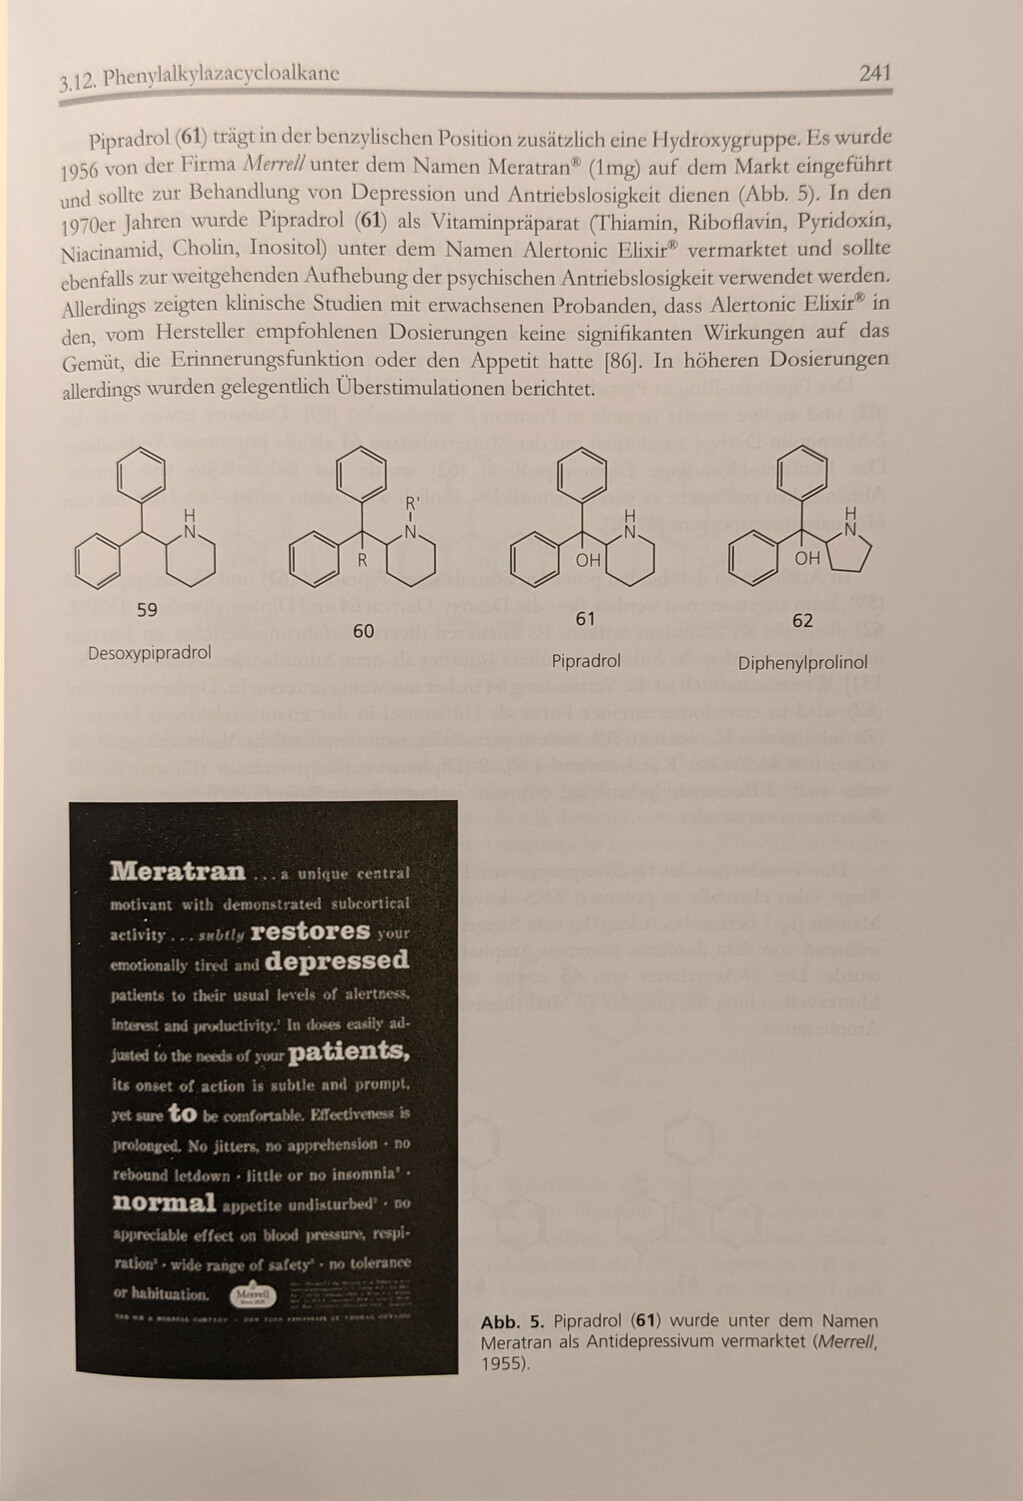 3.12. Phenylalkylazacycloalkane 241
Pipradrol (61) trägt in der benzylischen Position zusätzlich eine Hydroxygruppe. Es wurde
1956 von der Firma Merrell unter dem Namen Meratran® (1mg) auf dem Markt eingeführt
und sollte zur Behandlung von Depression und Antriebslosigkeit dienen (Abb. 5). In den
1970er Jahren wurde Pipradrol (61) als Vitaminpräparat (Thiamin, Riboflavin, Pyridoxin,
Niacinamid, Cholin, Inositol) unter dem Namen Alertonic Elixir® vermarktet und sollte
ebenfalls zur weitgehenden Aufhebung der psychischen Antriebslosigkeit verwendet werden.
Allerdings zeigten klinische Studien mit erwachsenen Probanden, dass Alertonic Elixir® in
den, vom Hersteller empfohlenen Dosierungen keine signifikanten Wirkungen auf das
Gemüt, die Erinnerungsfunktion oder den Appetit hatte [86]. In höheren Dosierungen
allerdings wurden gelegentlich Überstimulationen berichtet.
H
N
59
Desoxypipradrol
R'
N
R
60
H
N
OH
61
Pipradrol
H
N
OH
62
Diphenylprolinol
Meratran ... a unique central
motivant with demonstrated subcortical
activity ... subtly restores your
emotionally tired and depressed
patients to their usual levels of alertness,
interest and productivity.¹ In doses easily ad-
justed to the needs of your patients,
its onset of action is subtle and prompt,
yet sure to be comfortable. Effectiveness is
prolonged. No jitters, no apprehension · no
rebound letdown · little or no insomnia² ·
normal appetite undisturbed³ · no
appreciable effect on blood pressure, respi-
ration³ · wide range of safety³ · no tolerance
or habituation. Merrell
Abb. 5. Pipradrol (61) wurde unter dem Namen
Meratran als Antidepressivum vermarktet (Merrell,
1955).